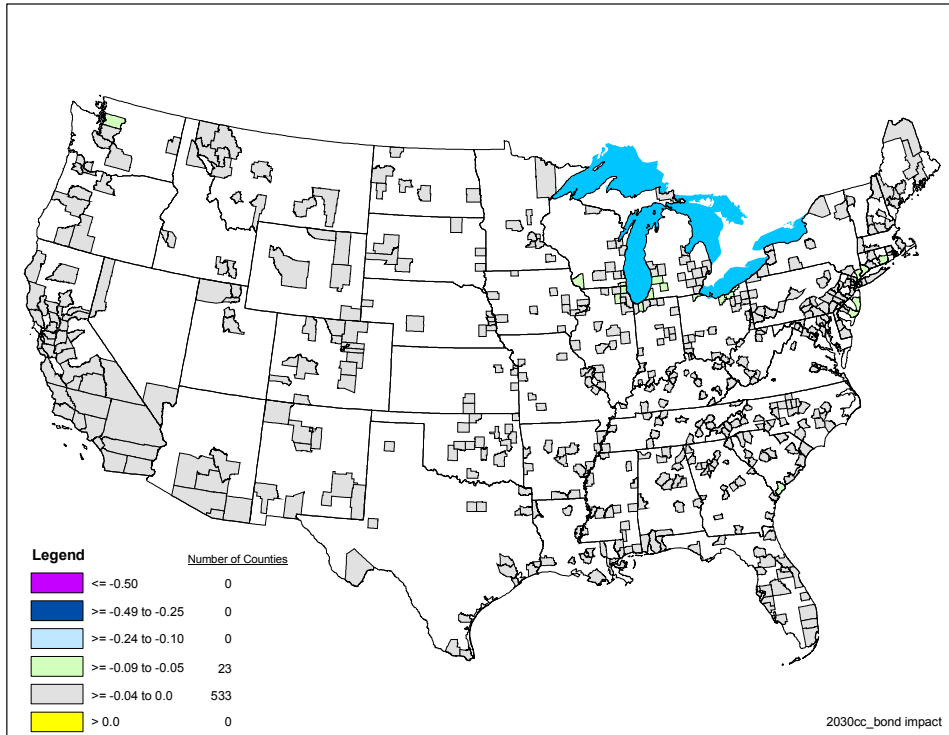 Legend
Number of Counties
<= -0.50 0
>= -0.49 to -0.25 0
>= -0.24 to -0.10 0
>= -0.09 to -0.05 23
>= -0.04 to 0.0 533
> 0.0 0
2030cc_bond impact